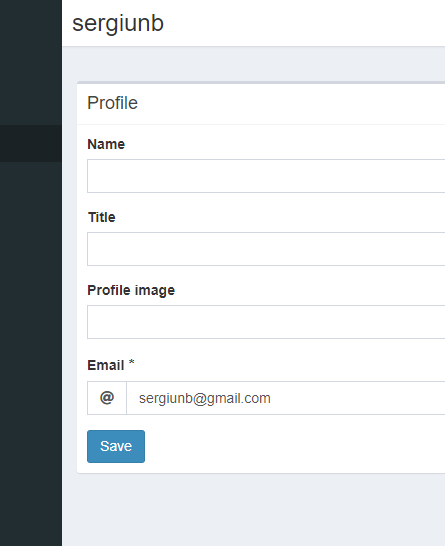 sergiunb
Profile
Name
Title
Profile image
Email *
@ sergiunb@gmail.com
Save